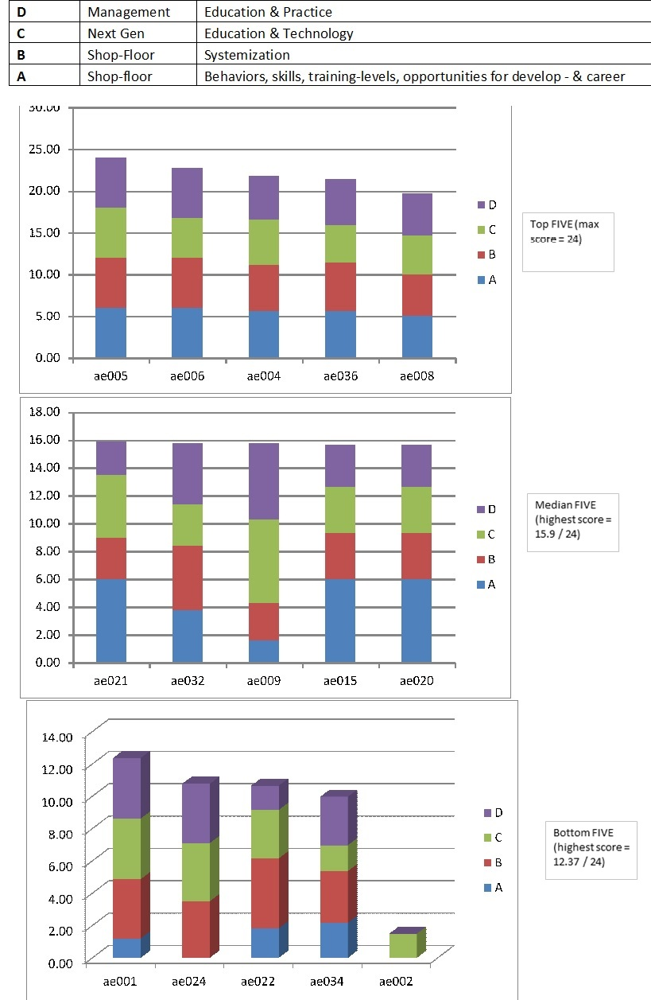 D Management Education & Practice
C Next Gen Education & Technology
B Shop-Floor Systemization
A Shop-floor Behaviors, skills, training-levels, opportunities for develop - & career
30.00
25.00
20.00
15.00
10.00
5.00
0.00
ae005 ae006 ae004 ae036 ae008
D
C
B
A
Top FIVE (max
score = 24)
18.00
16.00
14.00
12.00
10.00
8.00
6.00
4.00
2.00
0.00
ae021 ae032 ae009 ae015 ae020
D
C
B
A
Median FIVE
(highest score =
15.9 / 24)
14.00
12.00
10.00
8.00
6.00
4.00
2.00
0.00
ae001 ae024 ae022 ae034 ae002
D
C
B
A
Bottom FIVE
(highest score =
12.37 / 24)